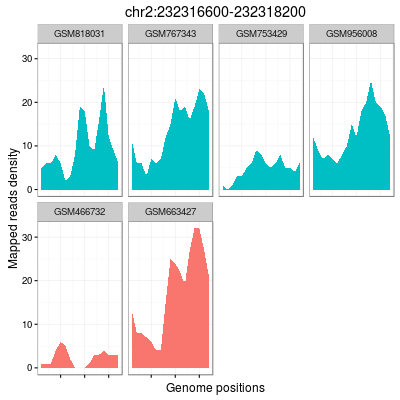 chr2:232316600-232318200
GSM818031 GSM767343 GSM753429 GSM956008
30
20
10
0
GSM466732 GSM663427
30
20
10
0
Mapped reads density
Genome positions